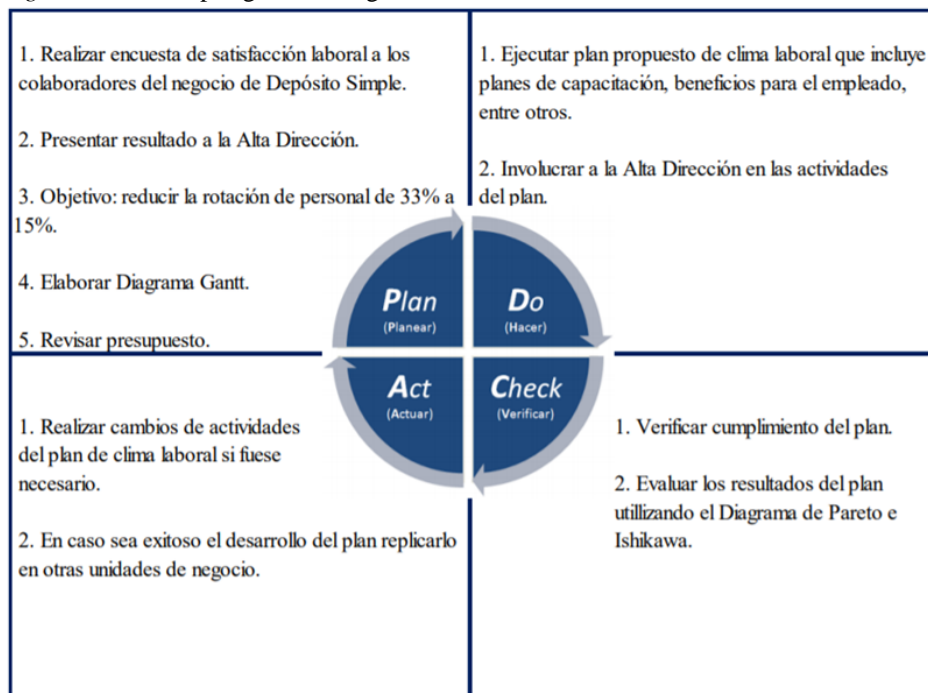 1. Realizar encuesta de satisfacción laboral a los
colaboradores del negocio de Depósito Simple.
2. Presentar resultado a la Alta Dirección.
3. Objetivo: reducir la rotación de personal de 33% a
15%.
4. Elaborar Diagrama Gantt.
5. Revisar presupuesto.
1. Ejecutar plan propuesto de clima laboral que incluye
planes de capacitación, beneficios para el empleado,
entre otros.
2. Involucrar a la Alta Dirección en las actividades
del plan.
Plan
(Planear)
Do
(Hacer)
Act
(Actuar)
Check
(Verificar)
1. Realizar cambios de actividades
del plan de clima laboral si fuese
necesario.
2. En caso sea exitoso el desarrollo del plan replicarlo
en otras unidades de negocio.
1. Verificar cumplimiento del plan.
2. Evaluar los resultados del plan
utillizando el Diagrama de Pareto e
Ishikawa.